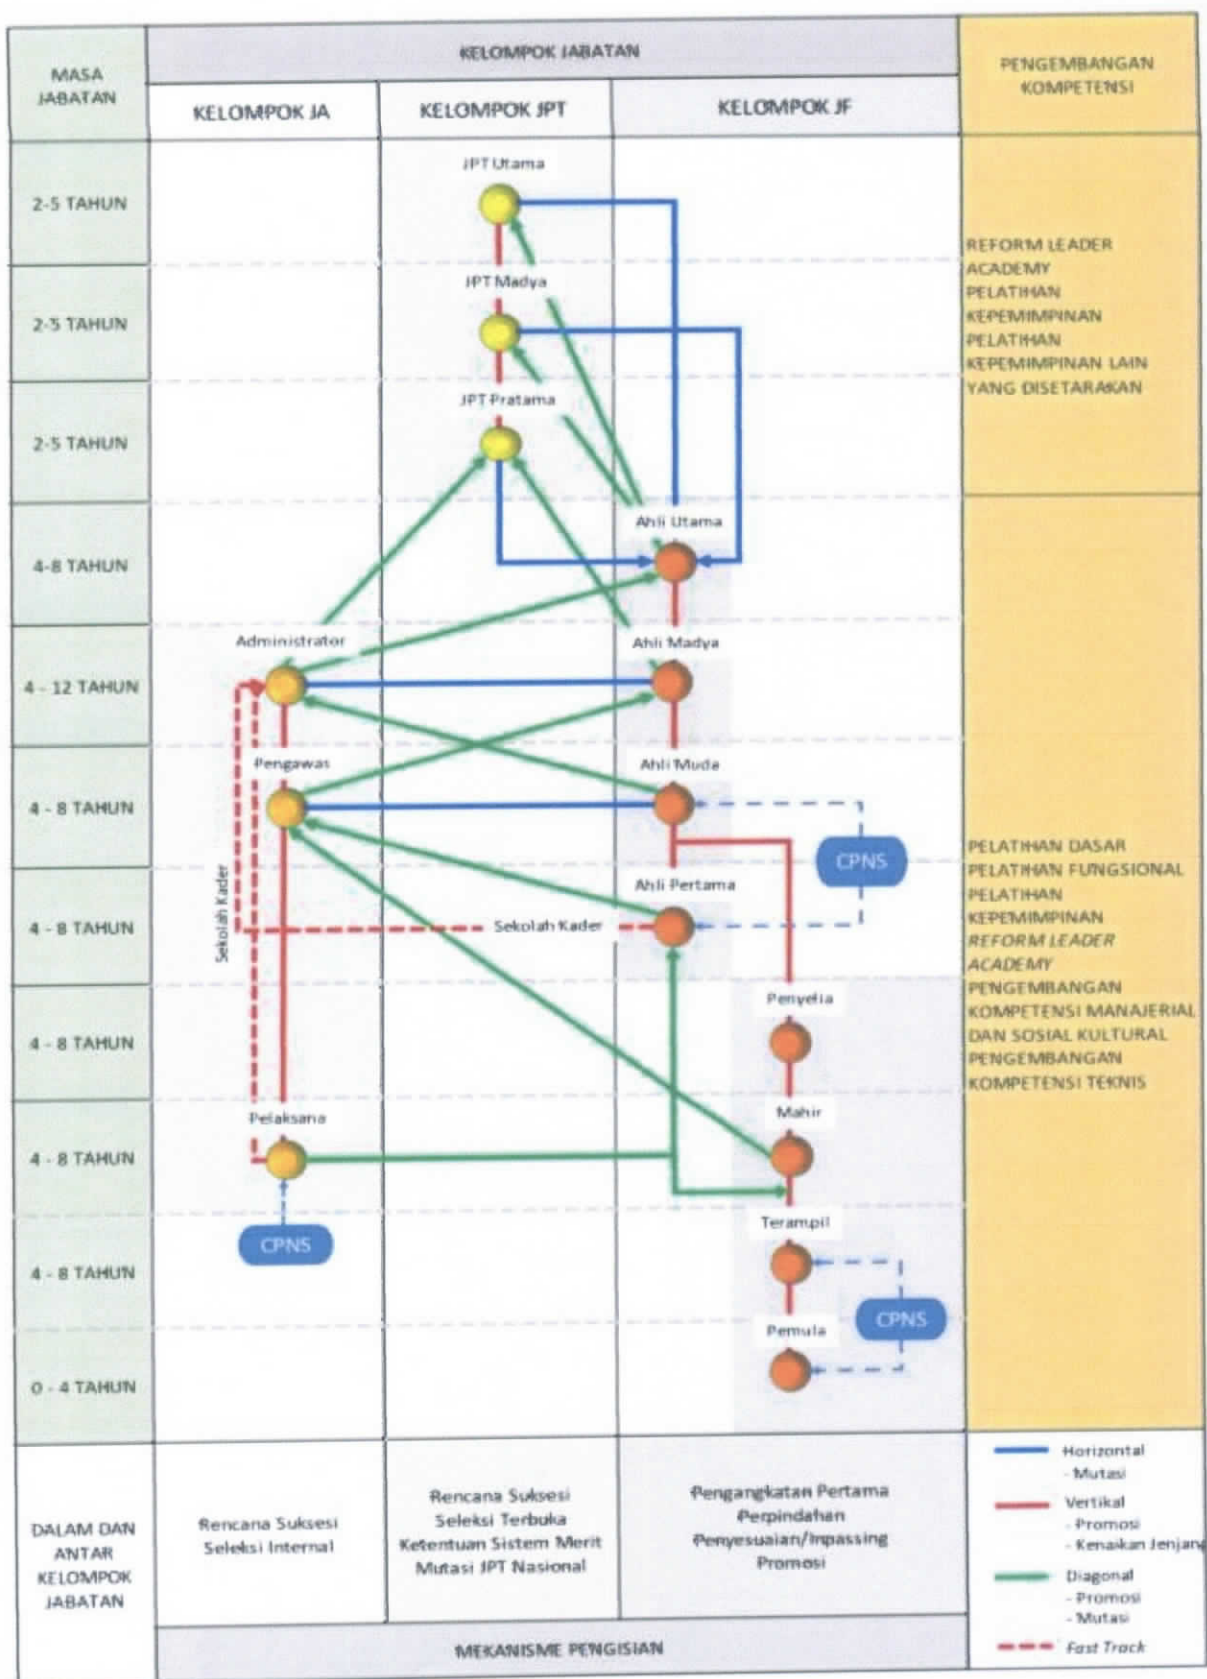 MASA
JABATAN
KELOMPOK JABATAN
PENGEMBANGAN
KOMPETENSI
KELOMPOK JA
KELOMPOK JPT
KELOMPOK JF
2-5 TAHUN
JPT Utama
2-5 TAHUN
JPT Madya
2-5 TAHUN
JPT Pratama
REFORM LEADER
ACADEMY
PELATIHAN
KEPEMIMPINAN
PELATIHAN
KEPEMIMPINAN LAIN
YANG DISETARAKAN
4-8 TAHUN
Ahli Utama
4 - 12 TAHUN
Administrator
Ahli Madya
4 - 8 TAHUN
Pengawas
Ahli Muda
CPNS
4 - 8 TAHUN
Sekolah Kader
Sekolah Kader
Ahli Pertama
4 - 8 TAHUN
Penyelia
PELATIHAN DASAR
PELATIHAN FUNGSIONAL
PELATIHAN
KEPEMIMPINAN
REFORM LEADER
ACADEMY
PENGEMBANGAN
KOMPETENSI MANAJERIAL
DAN SOSIAL KULTURAL
PENGEMBANGAN
KOMPETENSI TEKNIS
4 - 8 TAHUN
Pelaksana
Mahir
4 - 8 TAHUN
CPNS
Terampil
CPNS
0 - 4 TAHUN
Pemula
DALAM DAN
ANTAR
KELOMPOK
JABATAN
Rencana Suksesi
Seleksi Internal
Rencana Suksesi
Seleksi Terbuka
Ketentuan Sistem Merit
Mutasi JPT Nasional
Pengangkatan Pertama
Perpindahan
Penyesuaian/Inpassing
Promosi
MEKANISME PENGISIAN
Horizontal
- Mutasi
Vertikal
- Promosi
- Kenaikan Jenjang
Diagonal
- Promosi
- Mutasi
Fast Track